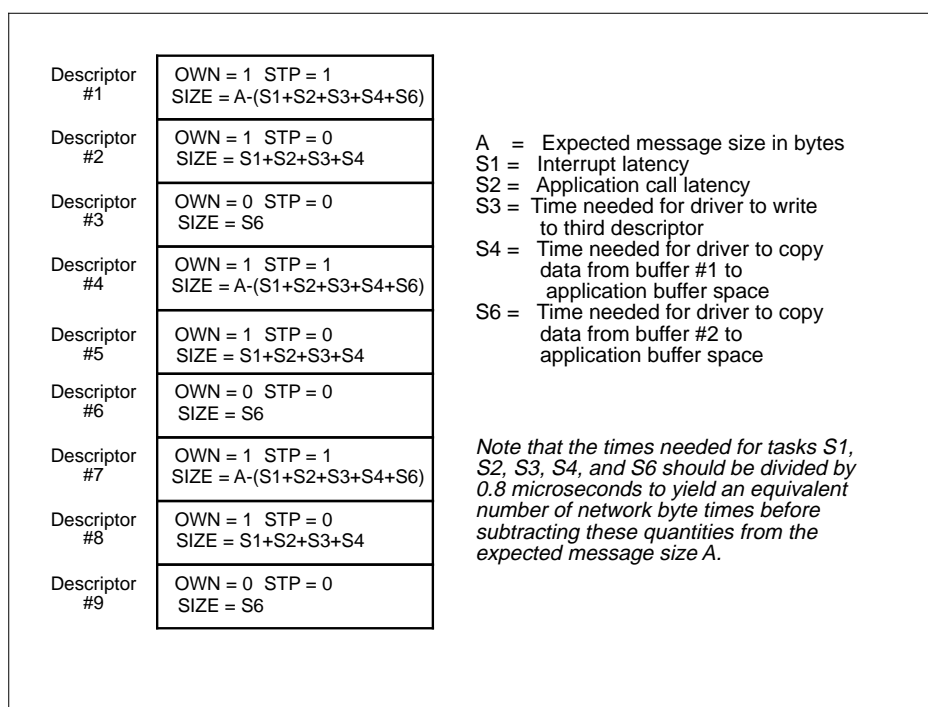 Descriptor
#1
OWN = 1 STP = 1
SIZE = A-(S1+S2+S3+S4+S6)
Descriptor
#2
OWN = 1 STP = 0
SIZE = S1+S2+S3+S4
Descriptor
#3
OWN = 0 STP = 0
SIZE = S6
Descriptor
#4
OWN = 1 STP = 1
SIZE = A-(S1+S2+S3+S4+S6)
Descriptor
#5
OWN = 1 STP = 0
SIZE = S1+S2+S3+S4
Descriptor
#6
OWN = 0 STP = 0
SIZE = S6
Descriptor
#7
OWN = 1 STP = 1
SIZE = A-(S1+S2+S3+S4+S6)
Descriptor
#8
OWN = 1 STP = 0
SIZE = S1+S2+S3+S4
Descriptor
#9
OWN = 0 STP = 0
SIZE = S6
A = Expected message size in bytes
S1 = Interrupt latency
S2 = Application call latency
S3 = Time needed for driver to write
to third descriptor
S4 = Time needed for driver to copy
data from buffer #1 to
application buffer space
S6 = Time needed for driver to copy
data from buffer #2 to
application buffer space
Note that the times needed for tasks S1,
S2, S3, S4, and S6 should be divided by
0.8 microseconds to yield an equivalent
number of network byte times before
subtracting these quantities from the
expected message size A.